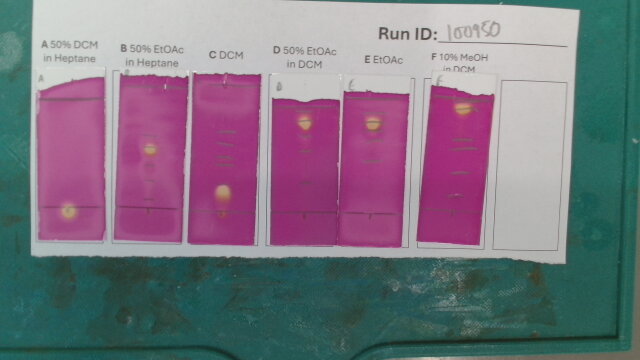 Run ID: 100950
A 50% DCM
in Heptane
B 50% EtOAc
in Heptane
C DCM
D 50% EtOAc
in DCM
E EtOAc
F 10% MeOH
in DCM
A
D
E
F